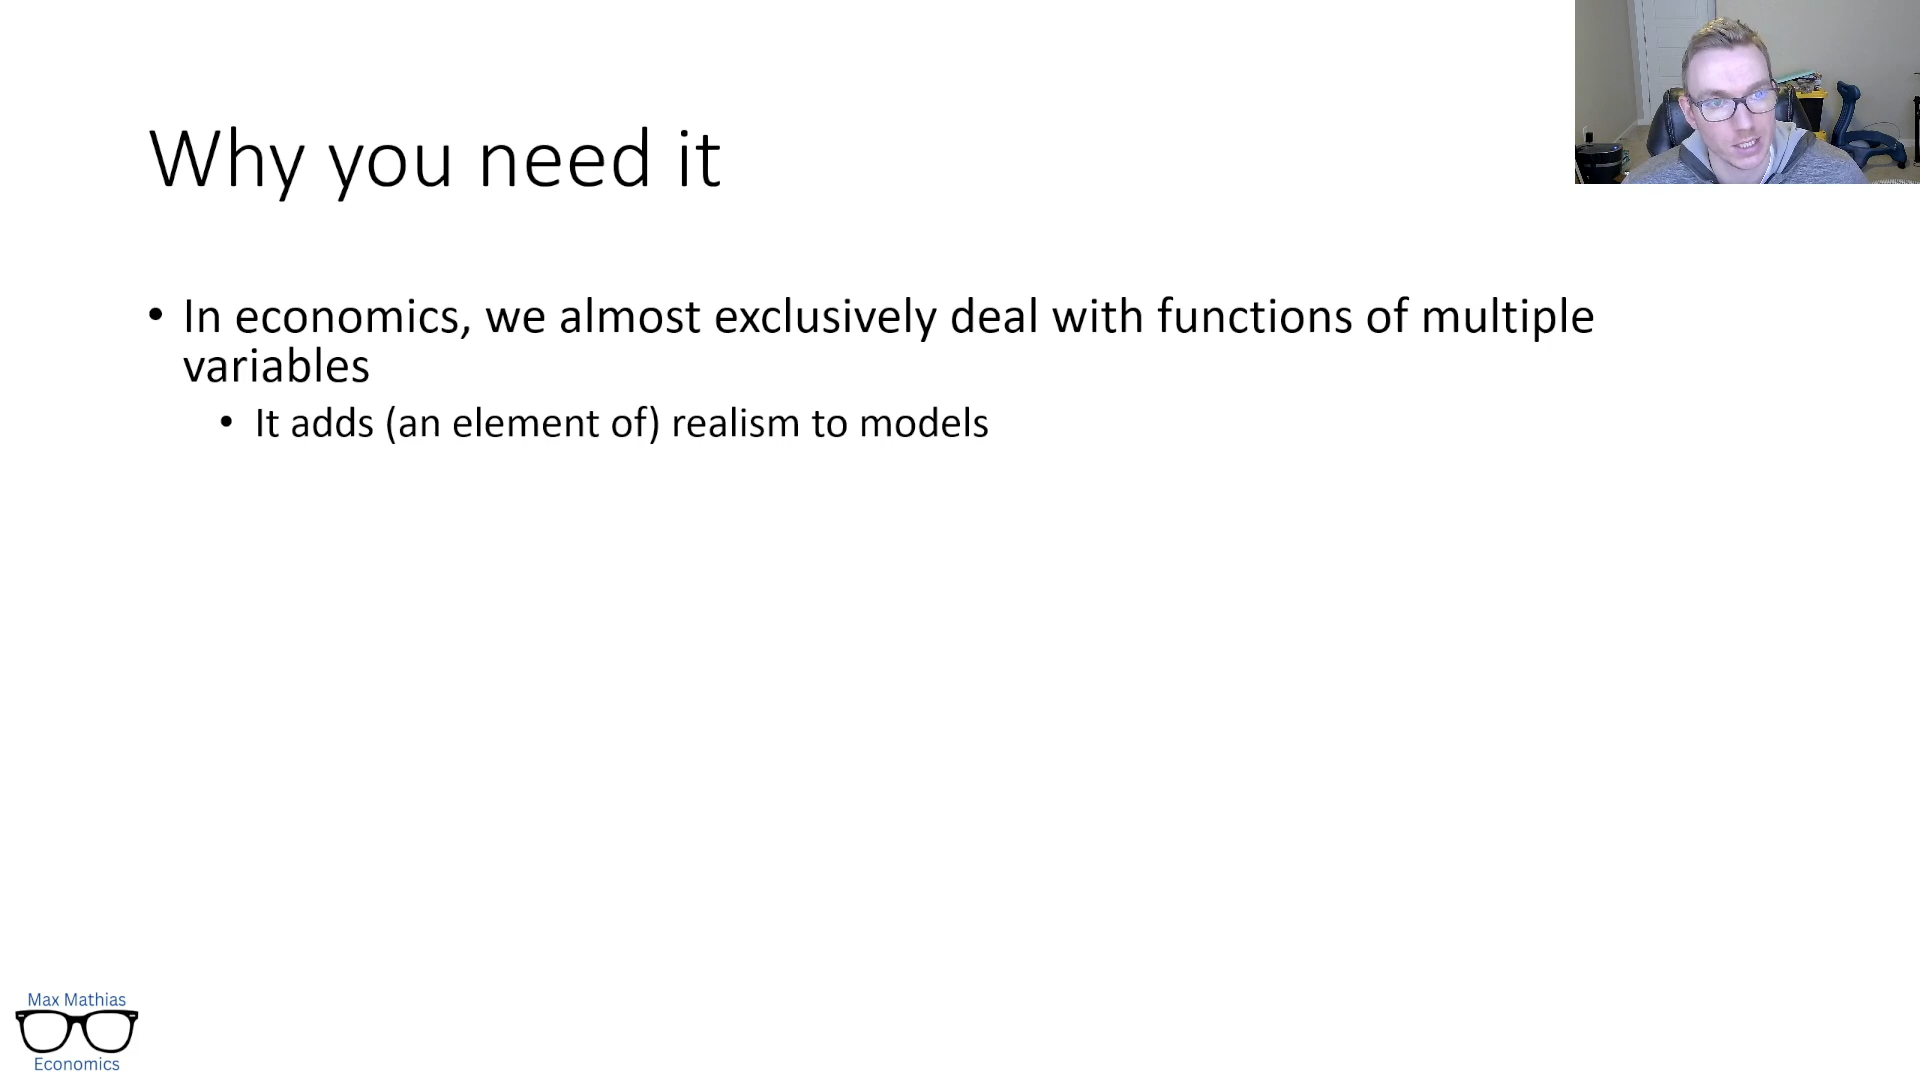 Why you need it
• In economics, we almost exclusively deal with functions of multiple
variables
• It adds (an element of) realism to models
Max Mathias
Economics